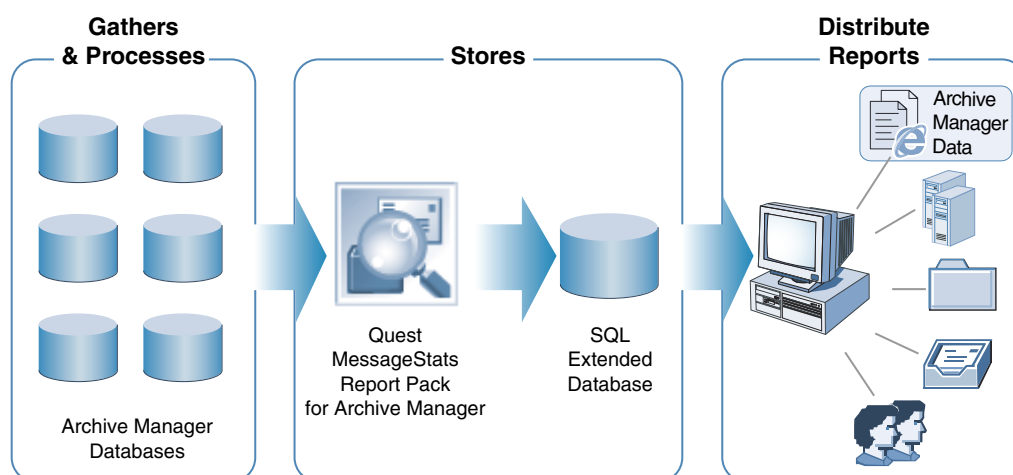 Gathers
& Processes
Stores
Distribute
Reports
Archive
Manager
Data
Quest
MessageStats
Report Pack
for Archive Manager
SQL
Extended
Database
Archive Manager
Databases